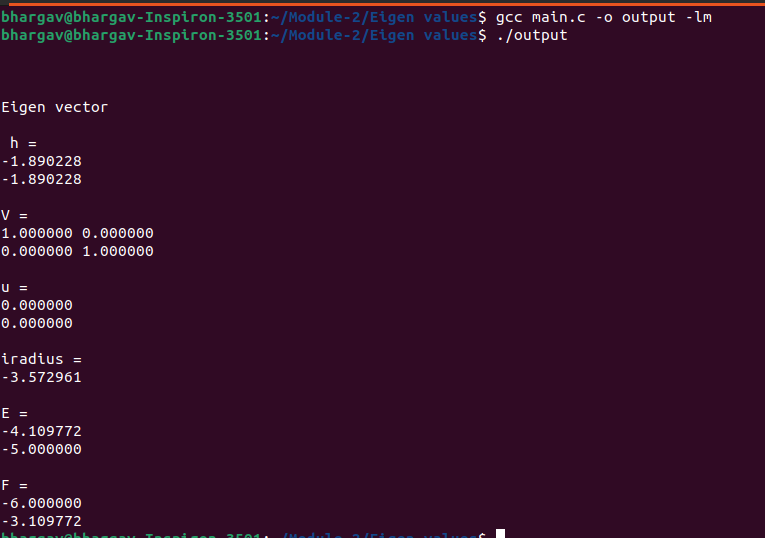 bhargav@bhargav-Inspiron-3501:~/Module-2/Eigen values$ gcc main.c -o output -lm
bhargav@bhargav-Inspiron-3501:~/Module-2/Eigen values$ ./output
Eigen vector
h =
-1.890228
-1.890228
V =
1.000000 0.000000
0.000000 1.000000
u =
0.000000
0.000000
iradius =
-3.572961
E =
-4.109772
-5.000000
F =
-6.000000
-3.109772
bhargav@bhargav-Inspiron-3501:~/Module-2/Eigen values$